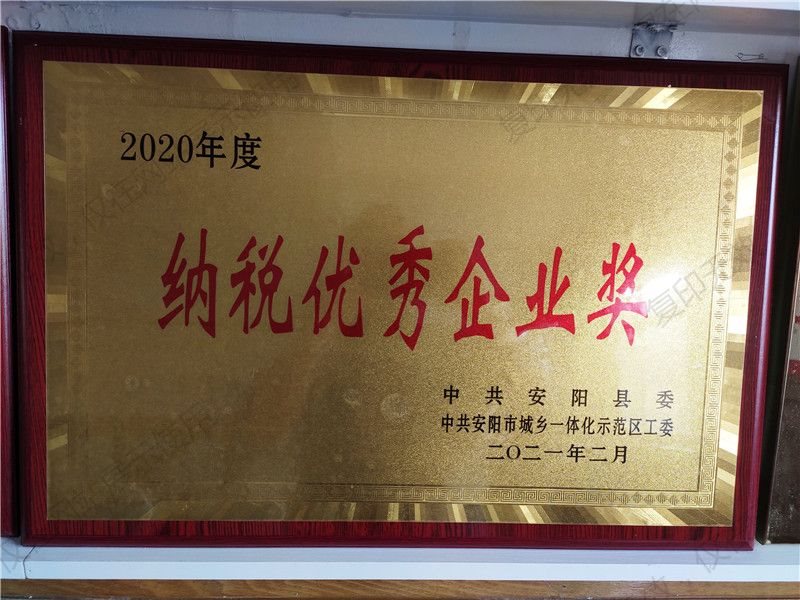 2020年度
纳税优秀企业奖
中共安阳县委
中共安阳市城乡一体化示范区工委
二〇二一年二月